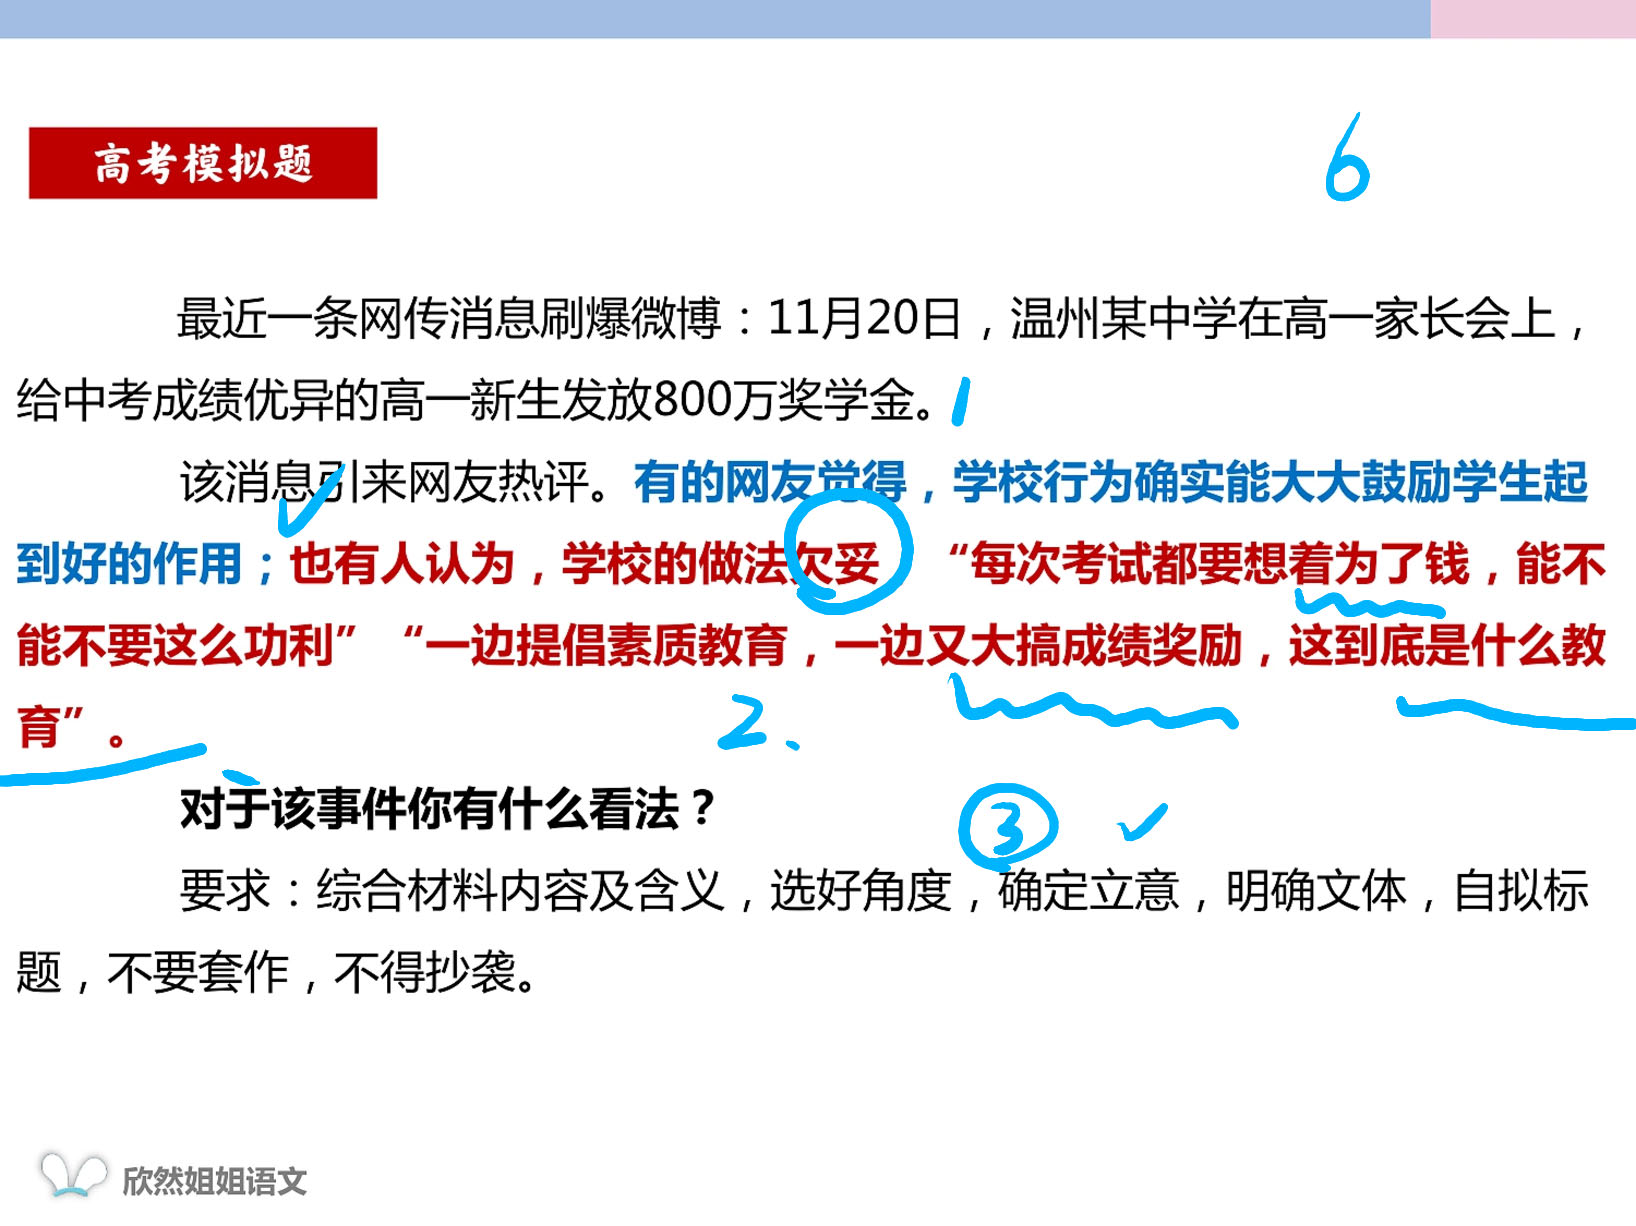 高考模拟题
6
最近一条网传消息刷爆微博：11月20日，温州某中学在高一家长会上，
给中考成绩优异的高一新生发放800万奖学金。1
该消息引来网友热评。有的网友觉得，学校行为确实能大大鼓励学生起
到好的作用；也有人认为，学校的做法欠妥 “每次考试都要想着为了钱，能不
能不要这么功利” “一边提倡素质教育，一边又大搞成绩奖励，这到底是什么教
育”。
2.
对于该事件你有什么看法？
③
要求：综合材料内容及含义，选好角度，确定立意，明确文体，自拟标
题，不要套作，不得抄袭。
欣然姐姐语文